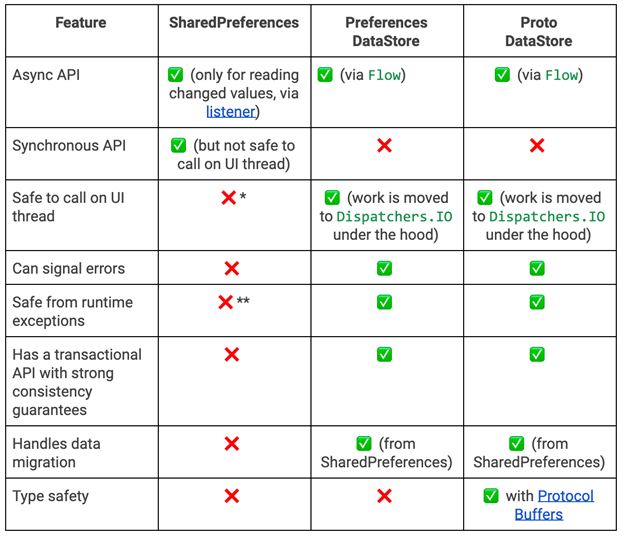 Feature SharedPreferences Preferences DataStore Proto DataStore
Async API ✅ (only for reading changed values, via listener) ✅ (via Flow) ✅ (via Flow)
Synchronous API ✅ (but not safe to call on UI thread) ❌ ❌
Safe to call on UI thread ❌ * ✅ (work is moved to Dispatchers.IO under the hood) ✅ (work is moved to Dispatchers.IO under the hood)
Can signal errors ❌ ✅ ✅
Safe from runtime exceptions ❌ ** ✅ ✅
Has a transactional API with strong consistency guarantees ❌ ✅ ✅
Handles data migration ❌ ✅ (from SharedPreferences) ✅ (from SharedPreferences)
Type safety ❌ ❌ ✅ with Protocol Buffers